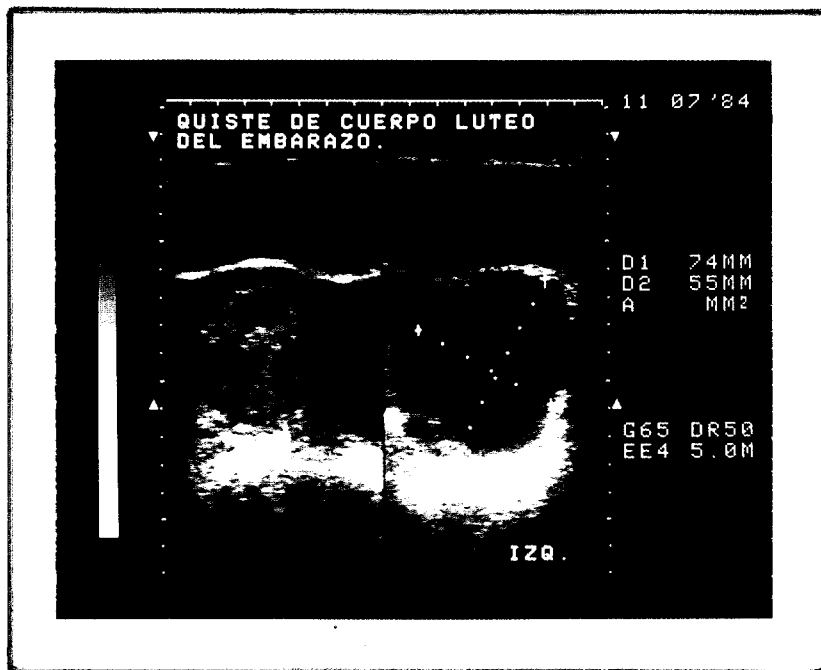 11 07 '84
QUISTE DE CUERPO LUTEO
DEL EMBARAZO.
D1 74MM
D2 55MM
A MM²
G65 DR50
EE4 5.0M
IZQ.